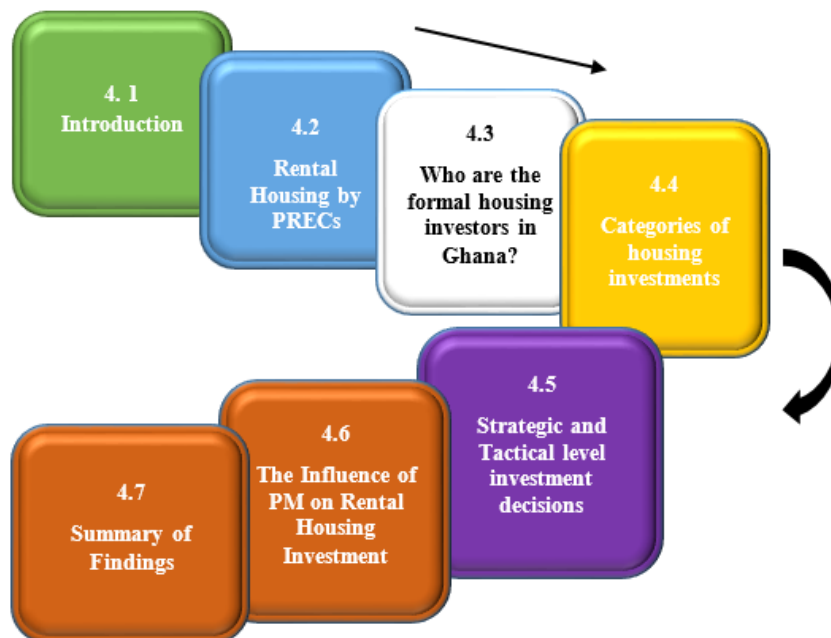 4. 1
Introduction
4.2
Rental
Housing by
PRECs
4.3
Who are the
formal housing
investors in
Ghana?
4.4
Categories of
housing
investments
4.5
Strategic and
Tactical level
investment
decisions
4.6
The Influence of
PM on Rental
Housing
Investment
4.7
Summary of
Findings